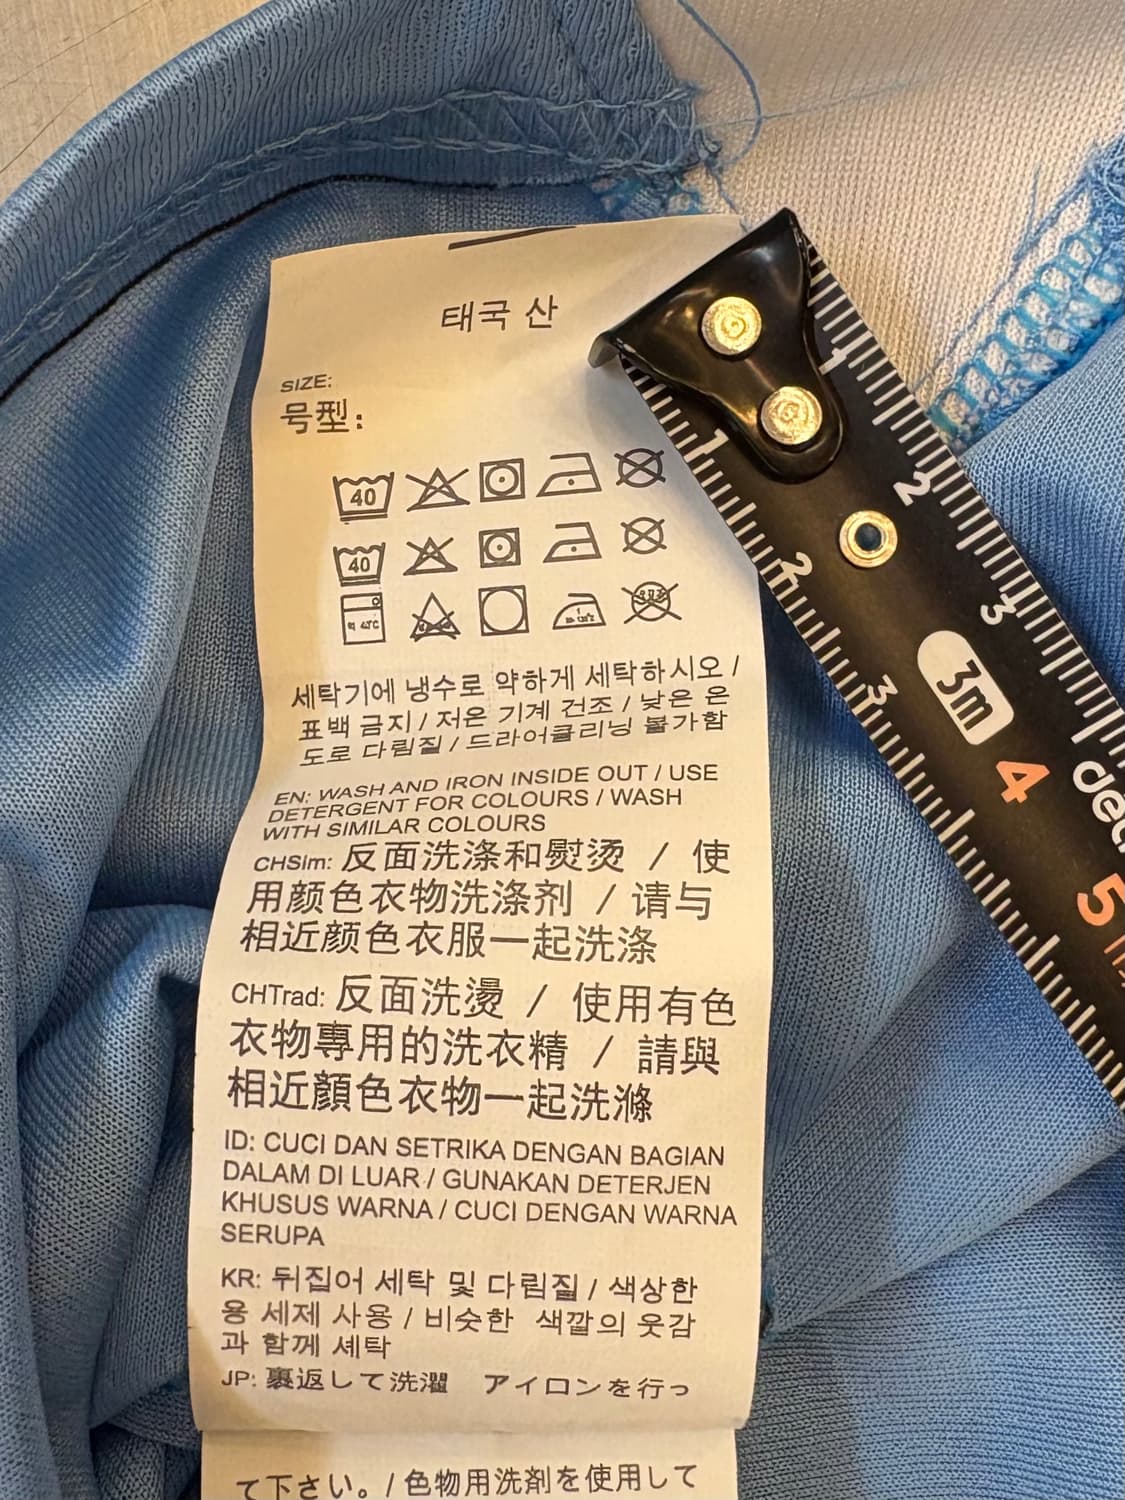 태국 산
SIZE:
号型:
40
40
세탁기에 냉수로 약하게 세탁하시오 /
표백 금지 / 저온 기계 건조 / 낮은 온
도로 다림질 / 드라이클리닝 불가함
EN: WASH AND IRON INSIDE OUT / USE
DETERGENT FOR COLOURS / WASH
WITH SIMILAR COLOURS
CHSim: 反面洗涤和熨烫 / 使
用颜色衣物洗涤剂 / 请与
相近颜色衣服一起洗涤
CHTrad: 反面洗燙 / 使用有色
衣物專用的洗衣精 / 請與
相近顏色衣物一起洗滌
ID: CUCI DAN SETRIKA DENGAN BAGIAN
DALAM DI LUAR / GUNAKAN DETERJEN
KHUSUS WARNA / CUCI DENGAN WARNA
SERUPA
KR: 뒤집어 세탁 및 다림질 / 색상한
용 세제 사용 / 비슷한 색깔의 옷감
과 함께 세탁
JP: 裏返して洗濯 アイロンを行っ
て下さい。/ 色物用洗剤を使用して
1
2
3
4
5
3m
1
2
3